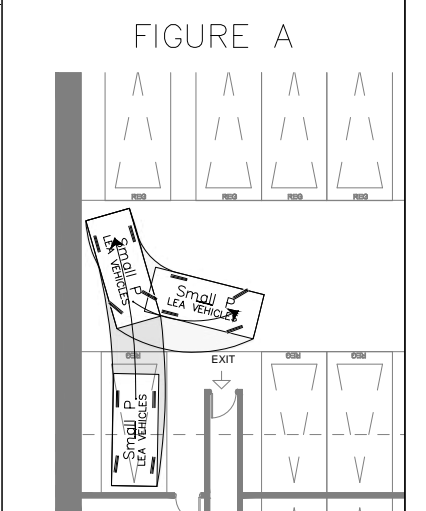 FIGURE A
REG
REG
REG
REG
Small P
LEA VEHICLES
Small P
LEA VEHICLES
REG
EXIT
REG
REG
Small P
LEA VEHICLES